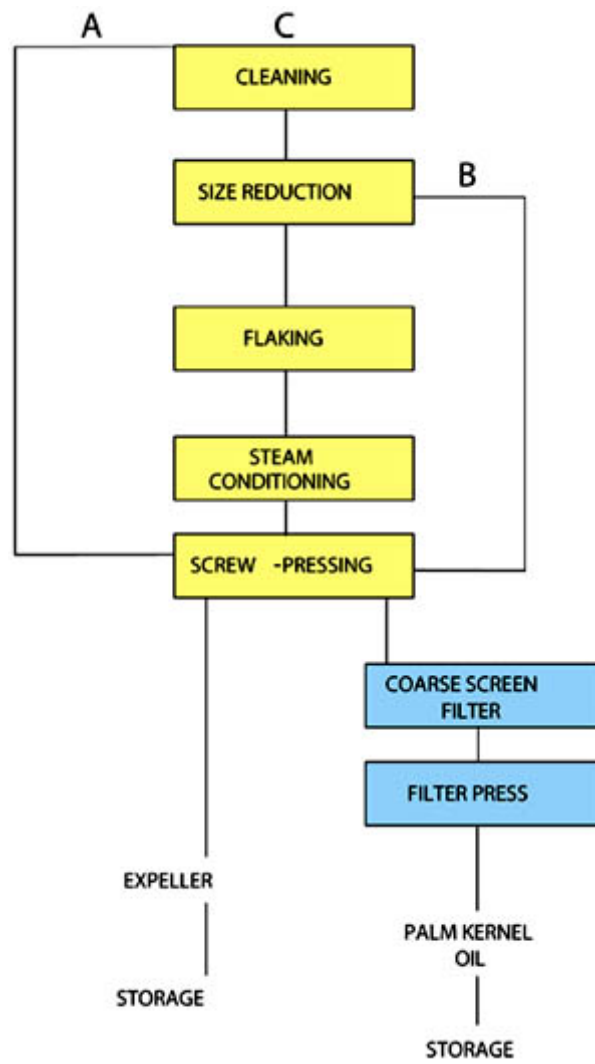 A
C
CLEANING
SIZE REDUCTION
B
FLAKING
STEAM
CONDITIONING
SCREW -PRESSING
COARSE SCREEN
FILTER
FILTER PRESS
EXPELLER
PALM KERNEL
OIL
STORAGE
STORAGE